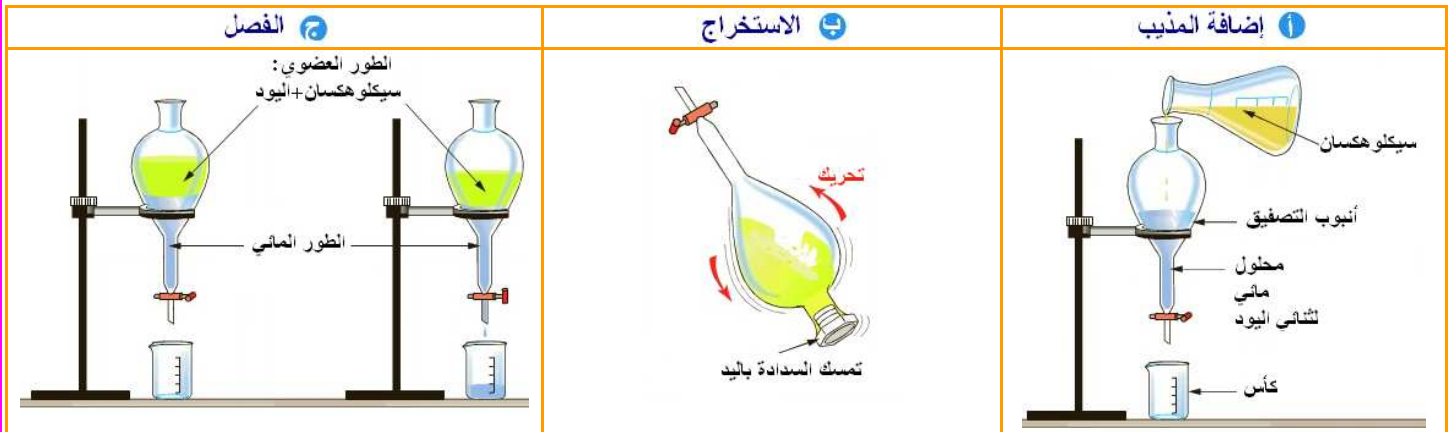 أ إضافة المذيب
ب الاستخراج
ج الفصل
سيكلوهكسان
أنبوب التصفيق
محلول
مائي
لثنائي اليود
كأس
تحريك
تمسك السدادة باليد
الطور العضوي:
سيكلوهكسان+اليود
الطور المائي